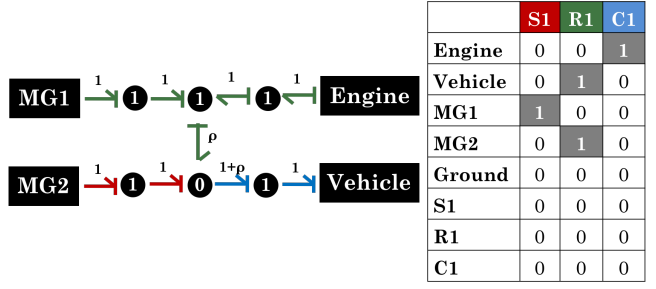 S1 R1 C1
Engine 0 0 1
Vehicle 0 1 0
MG1 1 0 0
MG2 0 1 0
Ground 0 0 0
S1 0 0 0
R1 0 0 0
C1 0 0 0
1 1 1 1
MG1 1 1 1 Engine
ρ
1 1 1+ρ 1
MG2 1 0 1 Vehicle